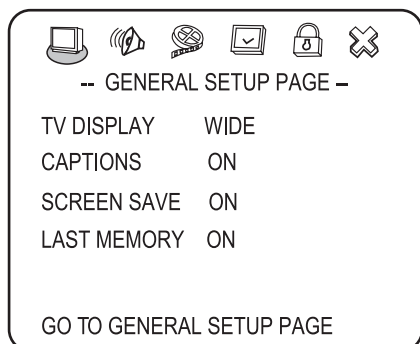 -- GENERAL SETUP PAGE –
TV DISPLAY WIDE
CAPTIONS ON
SCREEN SAVE ON
LAST MEMORY ON
GO TO GENERAL SETUP PAGE